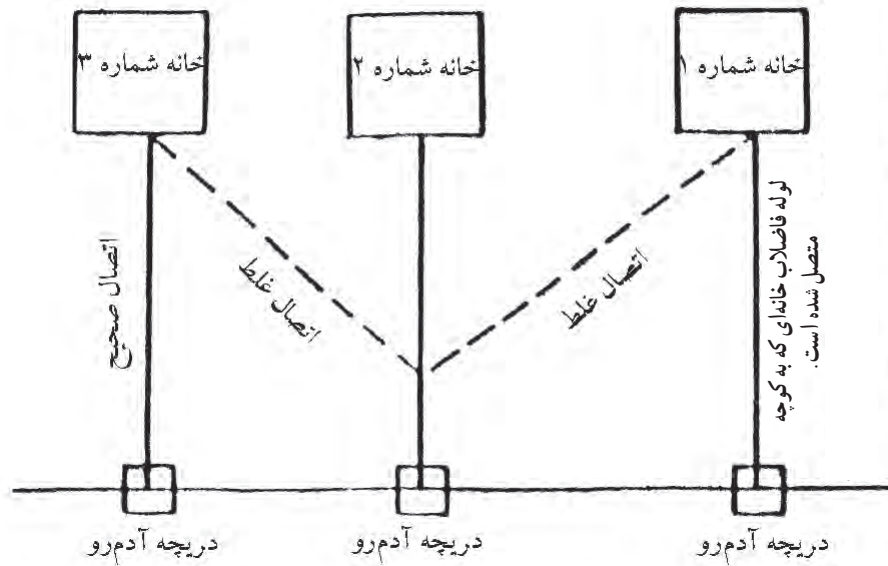 خانه شماره ۱
خانه شماره ۲
خانه شماره ۳
لوله فاضلاب خانه‌ای که به کوچه
متصل شده است.
اتصال غلط
اتصال غلط
اتصال صحیح
دریچه آدم‌رو
دریچه آدم‌رو
دریچه آدم‌رو